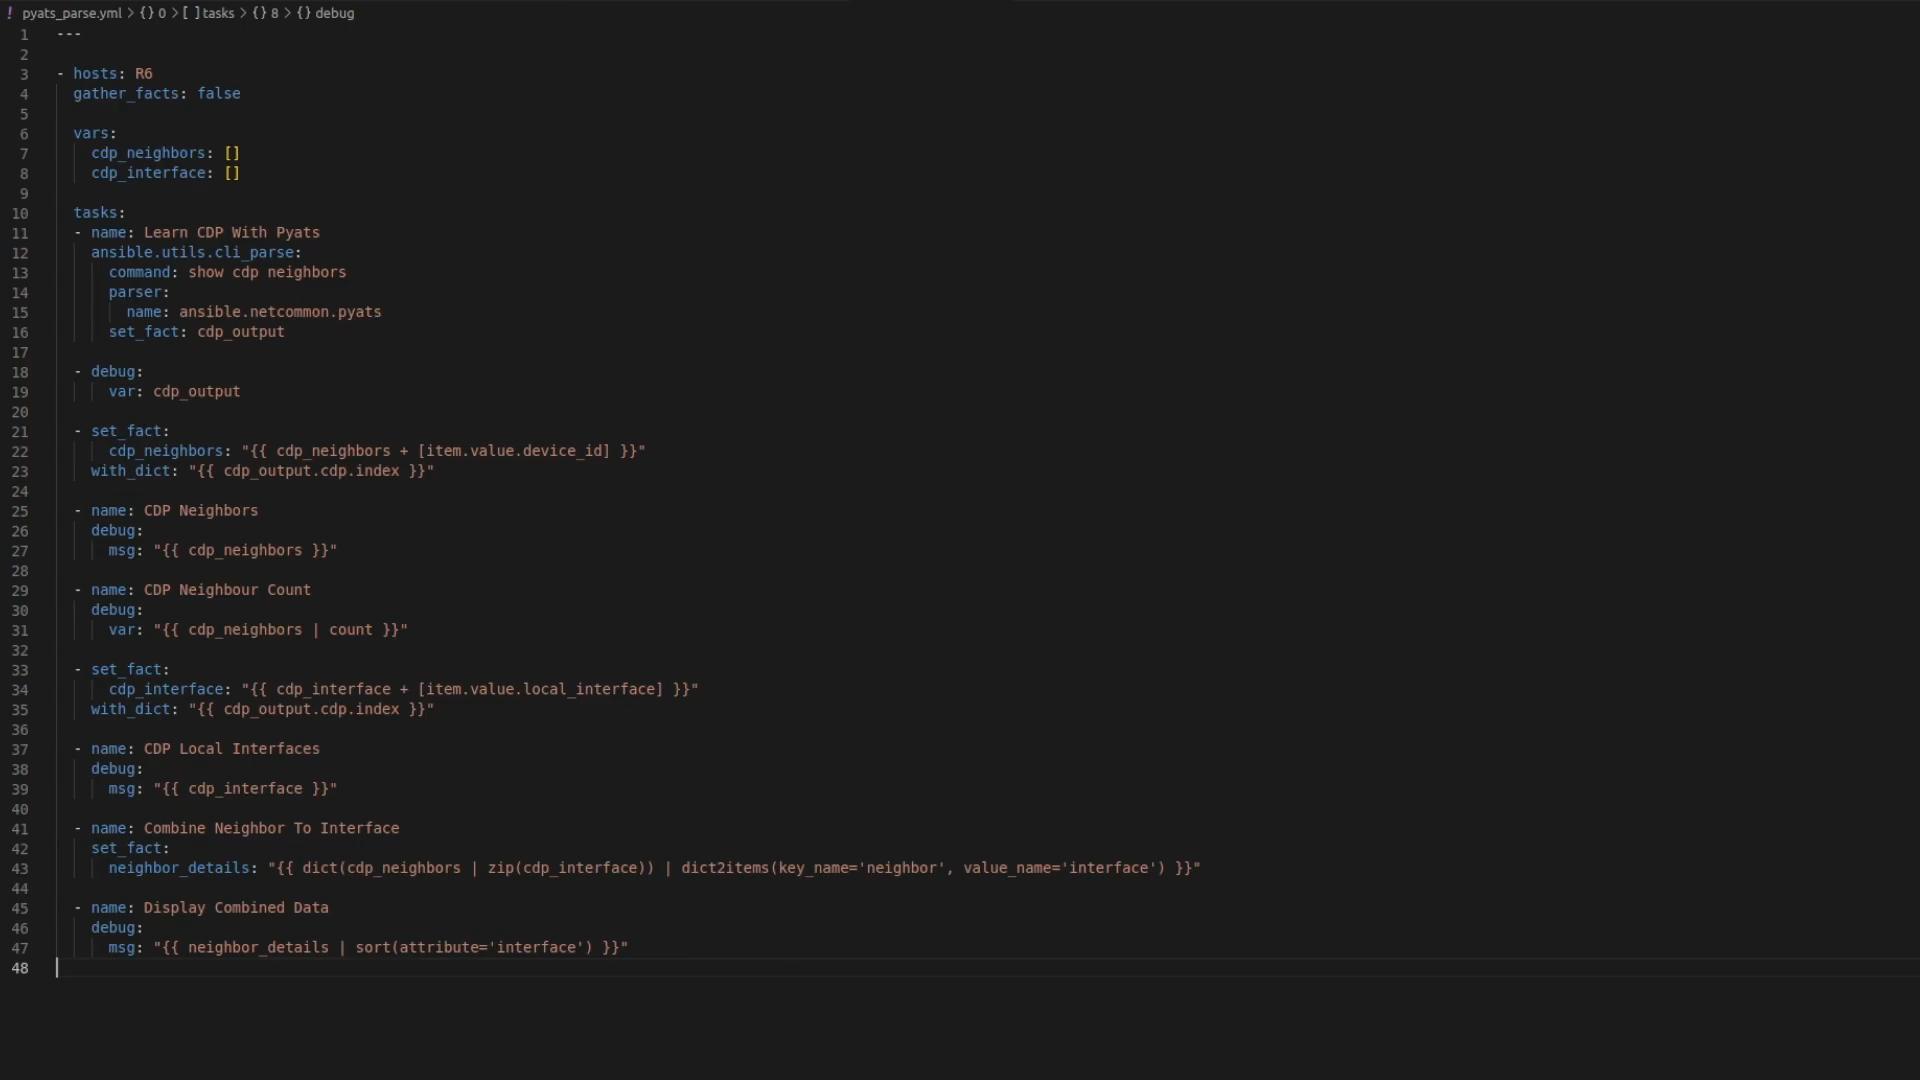 ! pyats_parse.yml > {} 0 > [ ] tasks > {} 8 > {} debug
1 ---
2
3 - hosts: R6
4 gather_facts: false
5
6 vars:
7 cdp_neighbors: []
8 cdp_interface: []
9
10 tasks:
11 - name: Learn CDP With Pyats
12 ansible.utils.cli_parse:
13 command: show cdp neighbors
14 parser:
15 name: ansible.netcommon.pyats
16 set_fact: cdp_output
17
18 - debug:
19 var: cdp_output
20
21 - set_fact:
22 cdp_neighbors: "{{ cdp_neighbors + [item.value.device_id] }}"
23 with_dict: "{{ cdp_output.cdp.index }}"
24
25 - name: CDP Neighbors
26 debug:
27 msg: "{{ cdp_neighbors }}"
28
29 - name: CDP Neighbour Count
30 debug:
31 var: "{{ cdp_neighbors | count }}"
32
33 - set_fact:
34 cdp_interface: "{{ cdp_interface + [item.value.local_interface] }}"
35 with_dict: "{{ cdp_output.cdp.index }}"
36
37 - name: CDP Local Interfaces
38 debug:
39 msg: "{{ cdp_interface }}"
40
41 - name: Combine Neighbor To Interface
42 set_fact:
43 neighbor_details: "{{ dict(cdp_neighbors | zip(cdp_interface)) | dict2items(key_name='neighbor', value_name='interface') }}"
44
45 - name: Display Combined Data
46 debug:
47 msg: "{{ neighbor_details | sort(attribute='interface') }}"
48